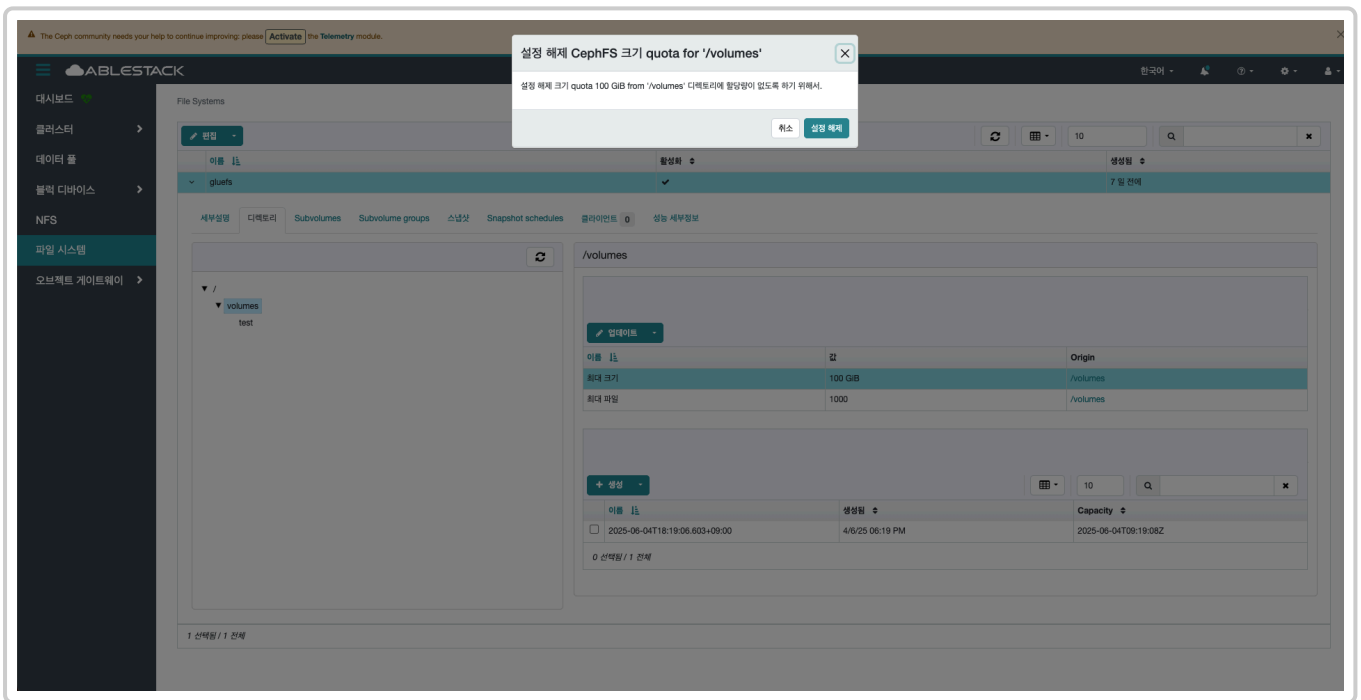 The Ceph community needs your help to continue improving: please Activate the Telemetry module.
설정 해제 CephFS 크기 quota for '/volumes'
설정 해제 크기 quota 100 GiB from '/volumes' 디렉토리에 할당량이 없도록 하기 위해서.
취소 설정 해제
ABLESTACK
한국어
대시보드
클러스터
데이터 풀
블럭 디바이스
NFS
파일 시스템
오브젝트 게이트웨이
File Systems
편집
10
이름 활성화 생성됨
gluefs 7 일 전에
세부설명 디렉토리 Subvolumes Subvolume groups 스냅샷 Snapshot schedules 클라이언트 0 성능 세부정보
/
volumes
test
/volumes
업데이트
이름 값 Origin
최대 크기 100 GiB /volumes
최대 파일 1000 /volumes
생성
10
이름 생성됨 Capacity
2025-06-04T18:19:06.603+09:00 4/6/25 06:19 PM 2025-06-04T09:19:08Z
0 선택됨 / 1 전체
1 선택됨 / 1 전체